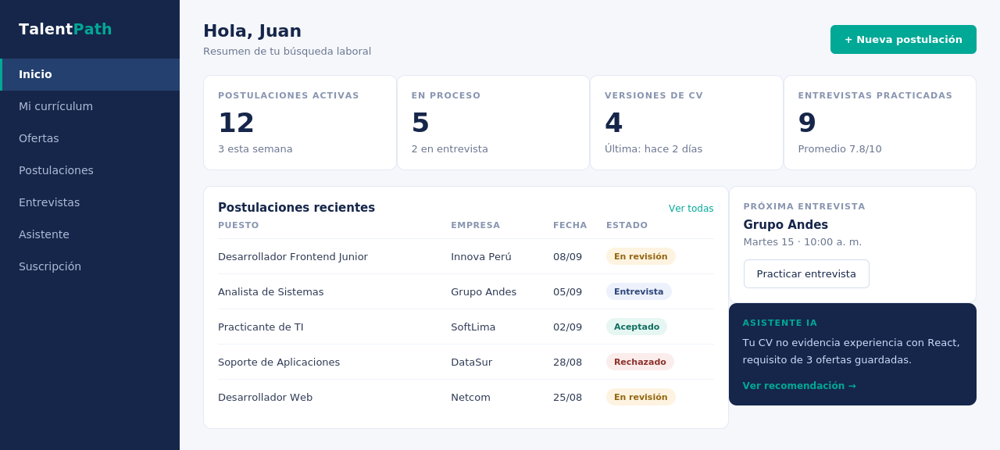 TalentPath
Inicio
Mi currículum
Ofertas
Postulaciones
Entrevistas
Asistente
Suscripción
Hola, Juan
Resumen de tu búsqueda laboral
+ Nueva postulación
POSTULACIONES ACTIVAS
12
3 esta semana
EN PROCESO
5
2 en entrevista
VERSIONES DE CV
4
Última: hace 2 días
ENTREVISTAS PRACTICADAS
9
Promedio 7.8/10
Postulaciones recientes
Ver todas
PUESTO EMPRESA FECHA ESTADO
Desarrollador Frontend Junior Innova Perú 08/09 En revisión
Analista de Sistemas Grupo Andes 05/09 Entrevista
Practicante de TI SoftLima 02/09 Aceptado
Soporte de Aplicaciones DataSur 28/08 Rechazado
Desarrollador Web Netcom 25/08 En revisión
PRÓXIMA ENTREVISTA
Grupo Andes
Martes 15 · 10:00 a. m.
Practicar entrevista
ASISTENTE IA
Tu CV no evidencia experiencia con React,
requisito de 3 ofertas guardadas.
Ver recomendación →